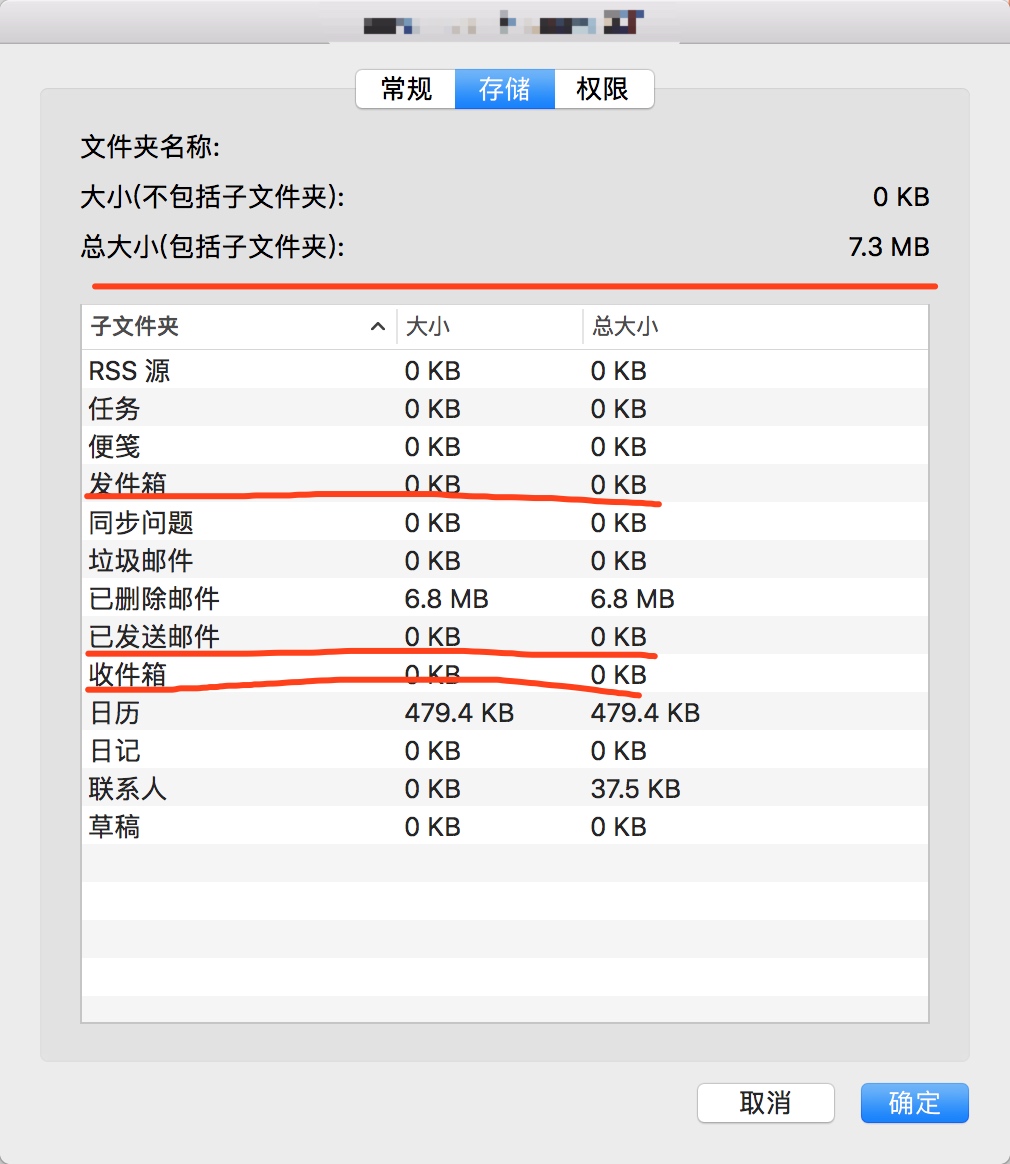 常规 存储 权限
文件夹名称:
大小(不包括子文件夹): 0 KB
总大小(包括子文件夹): 7.3 MB
子文件夹 大小 总大小
RSS 源 0 KB 0 KB
任务 0 KB 0 KB
便笺 0 KB 0 KB
发件箱 0 KB 0 KB
同步问题 0 KB 0 KB
垃圾邮件 0 KB 0 KB
已删除邮件 6.8 MB 6.8 MB
已发送邮件 0 KB 0 KB
收件箱 0 KB 0 KB
日历 479.4 KB 479.4 KB
日记 0 KB 0 KB
联系人 0 KB 37.5 KB
草稿 0 KB 0 KB
取消 确定